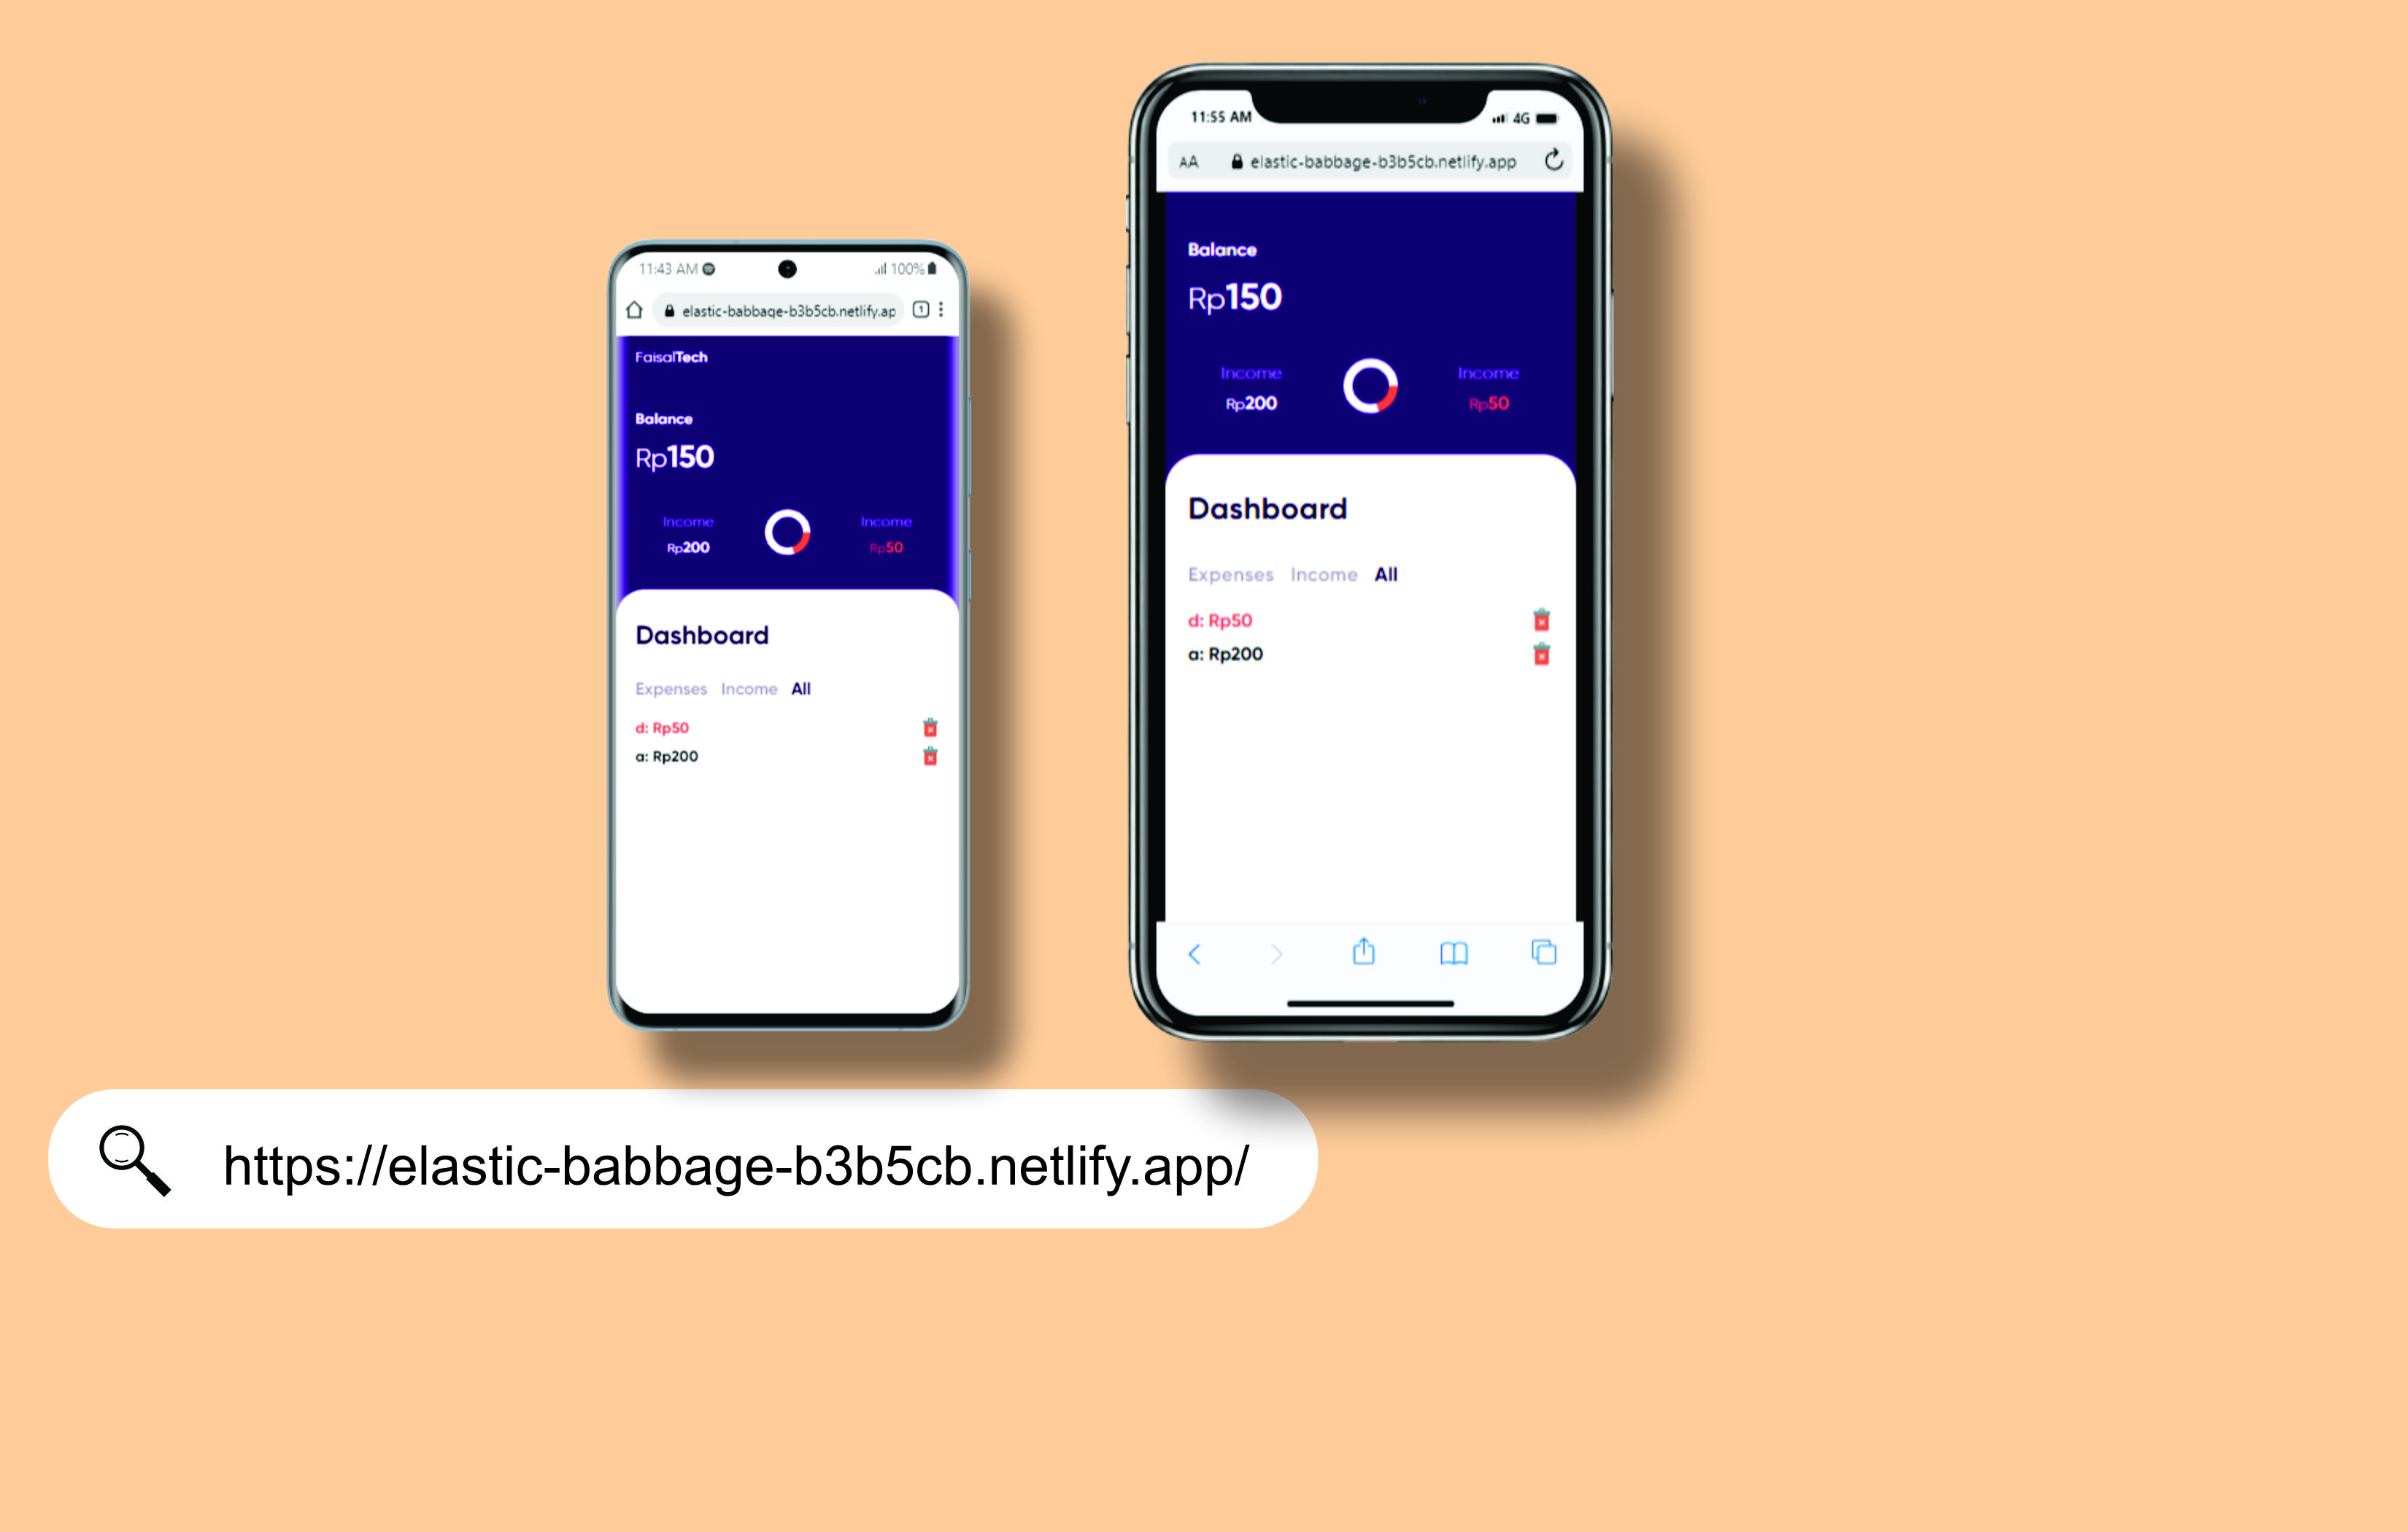 11:43 AM
100%
elastic-babbage-b3b5cb.netlify.ap
1
FaisalTech
Balance
Rp150
Income Income
Rp200 Rp50
Dashboard
Expenses Income All
d: Rp50
a: Rp200
11:55 AM
4G
AA elastic-babbage-b3b5cb.netlify.app
Balance
Rp150
Income Income
Rp200 Rp50
Dashboard
Expenses Income All
d: Rp50
a: Rp200
https://elastic-babbage-b3b5cb.netlify.app/